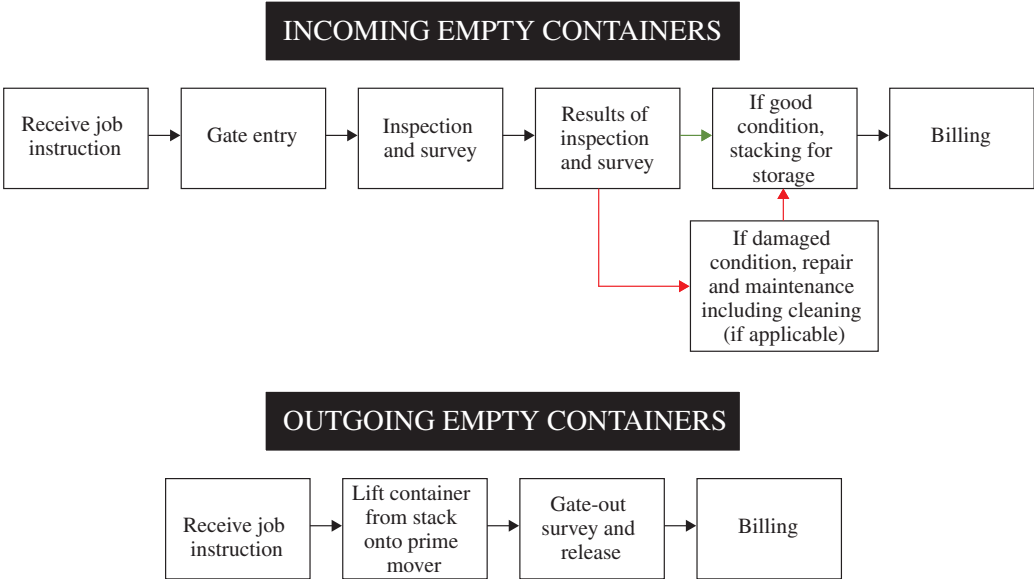 INCOMING EMPTY CONTAINERS
Receive job
instruction
Gate entry
Inspection
and survey
Results of
inspection
and survey
If good
condition,
stacking for
storage
Billing
If damaged
condition, repair
and maintenance
including cleaning
(if applicable)
OUTGOING EMPTY CONTAINERS
Receive job
instruction
Lift container
from stack
onto prime
mover
Gate-out
survey and
release
Billing